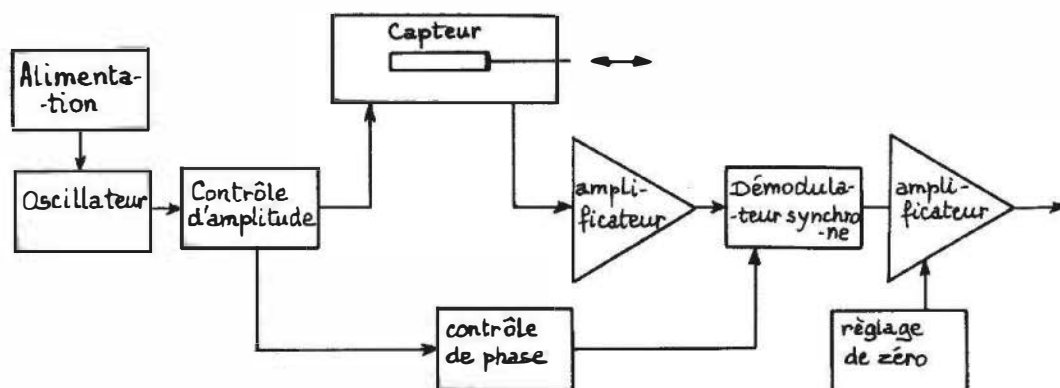 Capteur
Alimenta-
-tion
Oscillateur
Contrôle
d'amplitude
ampli-
ficateur
Démodula-
-teur synchro-
-ne
ampli-
ficateur
contrôle
de phase
règlage
de zéro